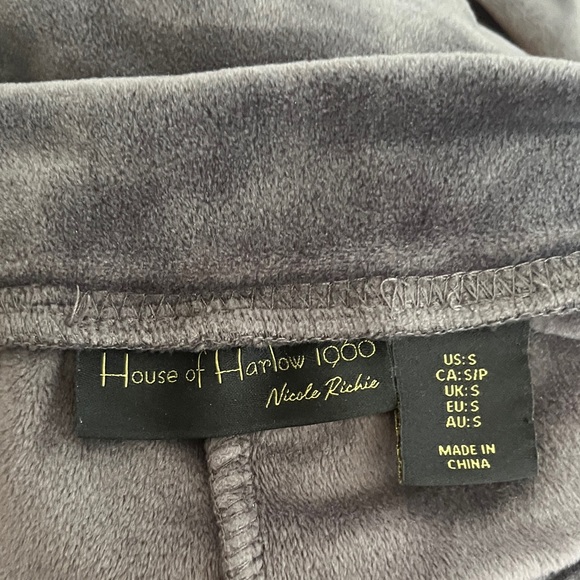 House of Harlow 1960
Nicole Richie
US: S
CA: S/P
UK: S
EU: S
AU: S
MADE IN
CHINA